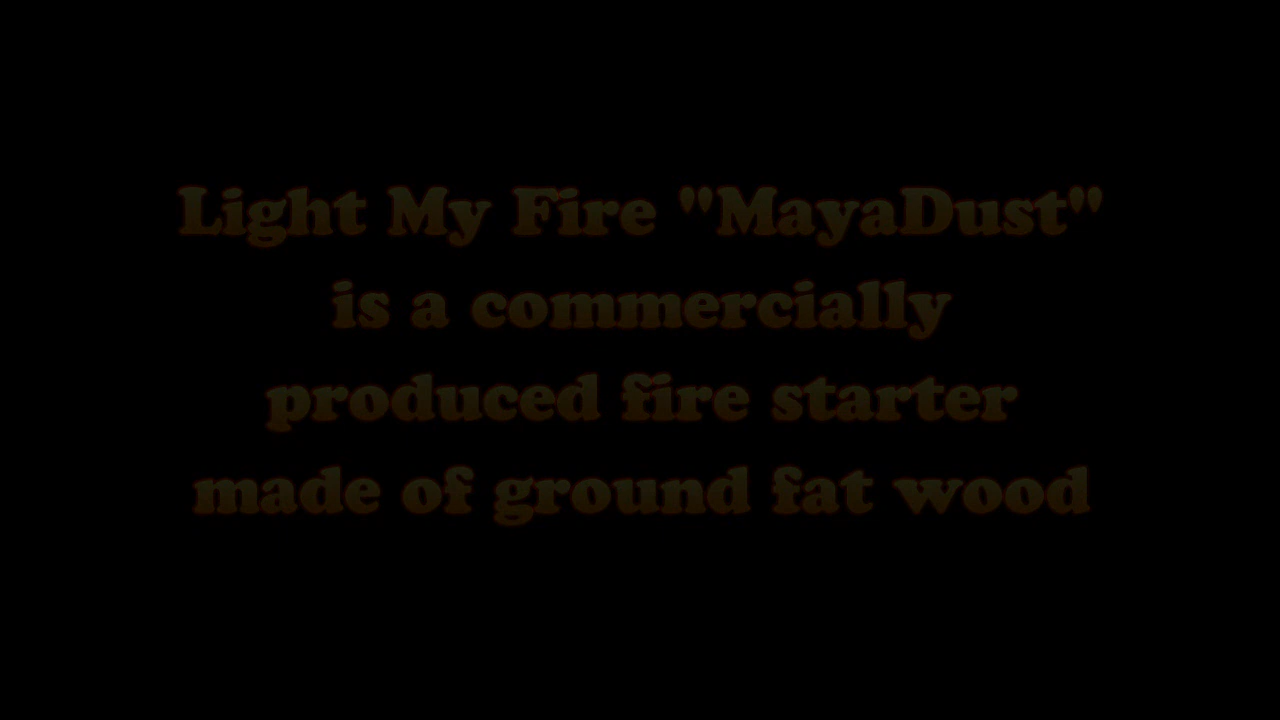 Light My Fire "MayaDust"
is a commercially
produced fire starter
made of ground fat wood